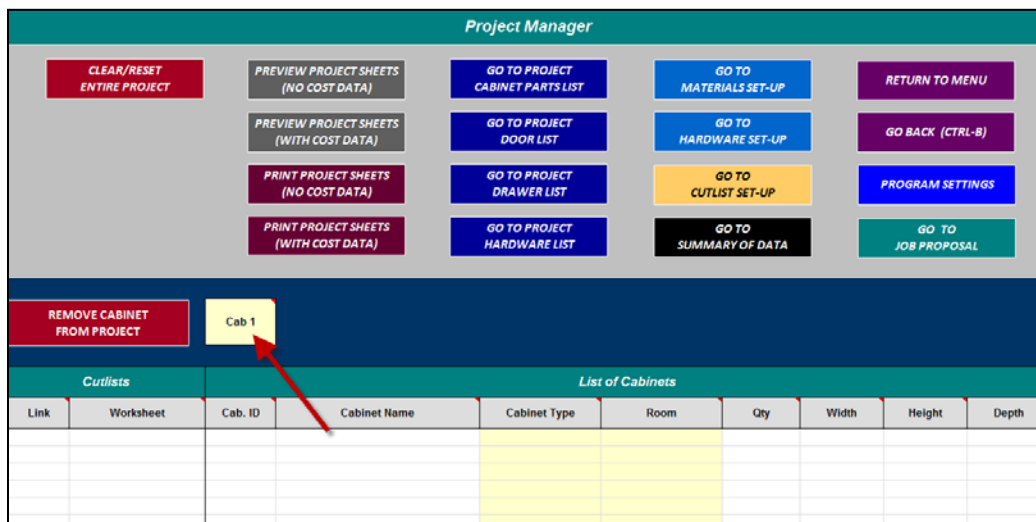 Project Manager
CLEAR/RESET
ENTIRE PROJECT
PREVIEW PROJECT SHEETS
(NO COST DATA)
GO TO PROJECT
CABINET PARTS LIST
GO TO
MATERIALS SET-UP
RETURN TO MENU
PREVIEW PROJECT SHEETS
(WITH COST DATA)
GO TO PROJECT
DOOR LIST
GO TO
HARDWARE SET-UP
GO BACK (CTRL-B)
PRINT PROJECT SHEETS
(NO COST DATA)
GO TO PROJECT
DRAWER LIST
GO TO
CUTLIST SET-UP
PROGRAM SETTINGS
PRINT PROJECT SHEETS
(WITH COST DATA)
GO TO PROJECT
HARDWARE LIST
GO TO
SUMMARY OF DATA
GO TO
JOB PROPOSAL
REMOVE CABINET
FROM PROJECT
Cab 1
Cutlists
List of Cabinets
Link Worksheet Cab. ID Cabinet Name Cabinet Type Room Qty Width Height Depth